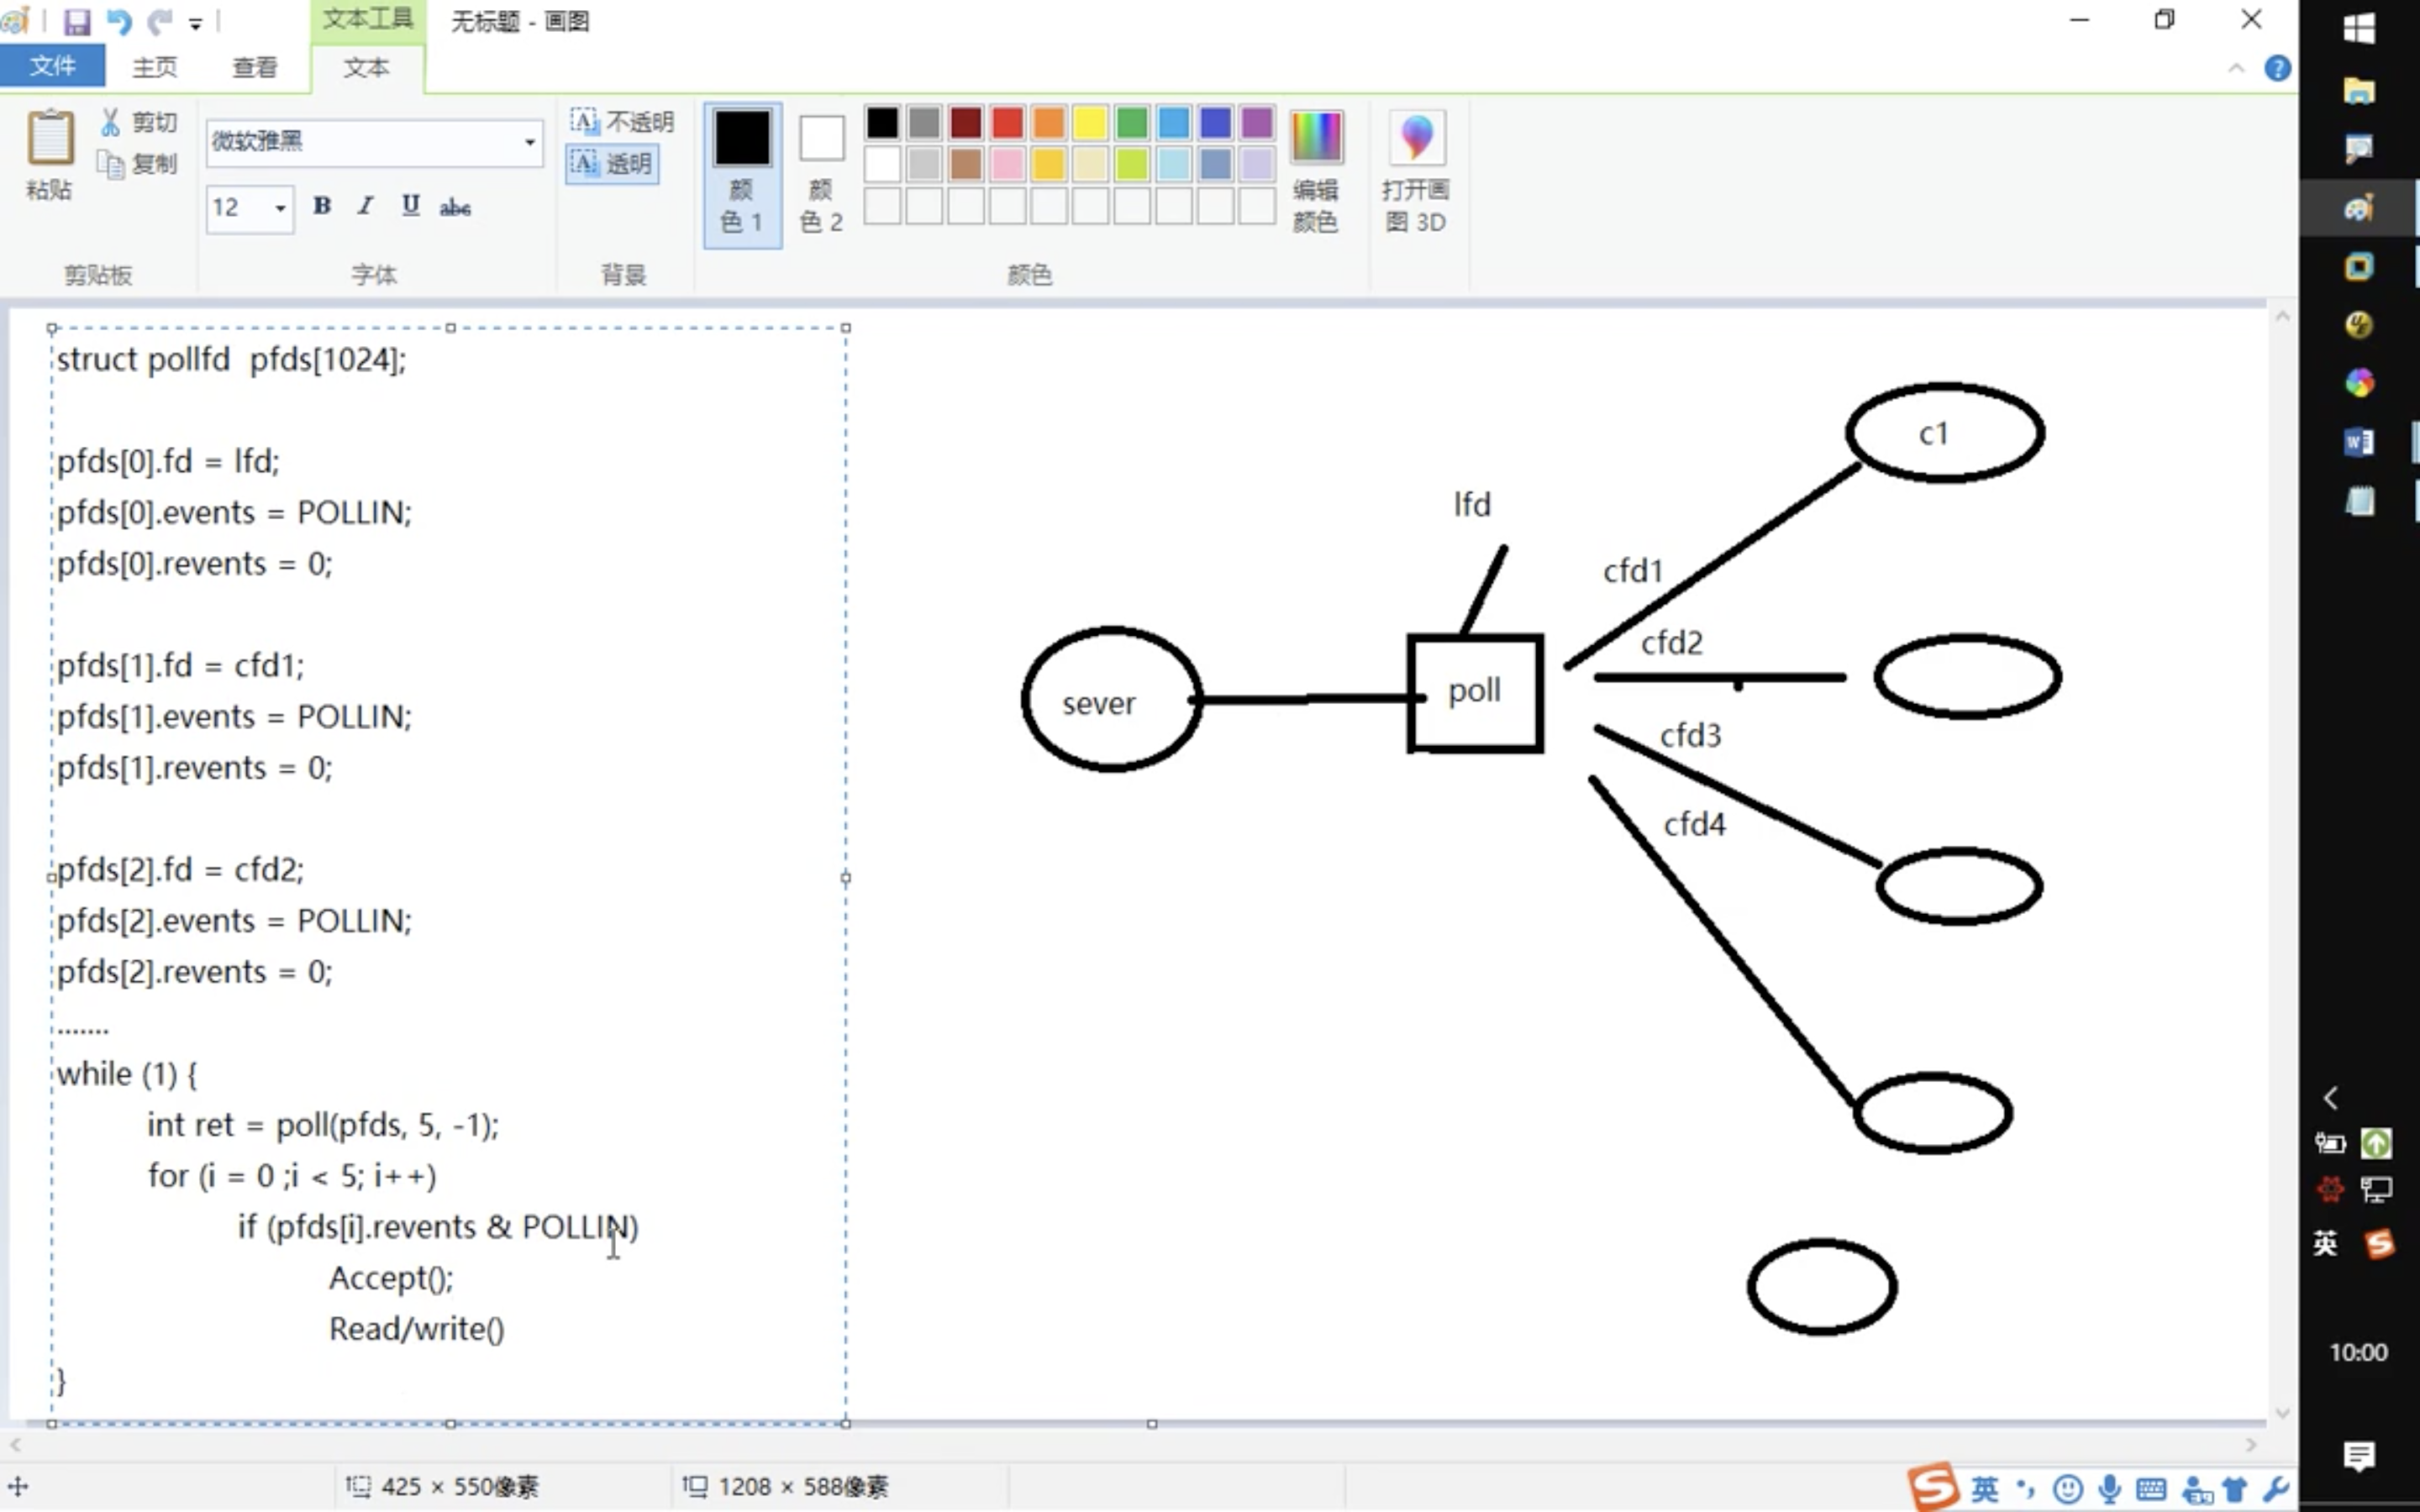 文本工具
无标题 - 画图
文件
主页
查看
文本
粘贴
剪切
复制
剪贴板
微软雅黑
12
B I U abc
字体
不透明
透明
背景
颜色 1
颜色 2
颜色
编辑颜色
打开画图 3D
struct pollfd  pfds[1024];
pfds[0].fd = lfd;
pfds[0].events = POLLIN;
pfds[0].revents = 0;
pfds[1].fd = cfd1;
pfds[1].events = POLLIN;
pfds[1].revents = 0;
pfds[2].fd = cfd2;
pfds[2].events = POLLIN;
pfds[2].revents = 0;
.......
while (1) {
int ret = poll(pfds, 5, -1);
for (i = 0 ;i < 5; i++)
if (pfds[i].revents & POLLIN)
Accept();
Read/write()
}
c1
lfd
cfd1
cfd2
sever
poll
cfd3
cfd4
英
10:00
425 × 550像素
1208 × 588像素
英